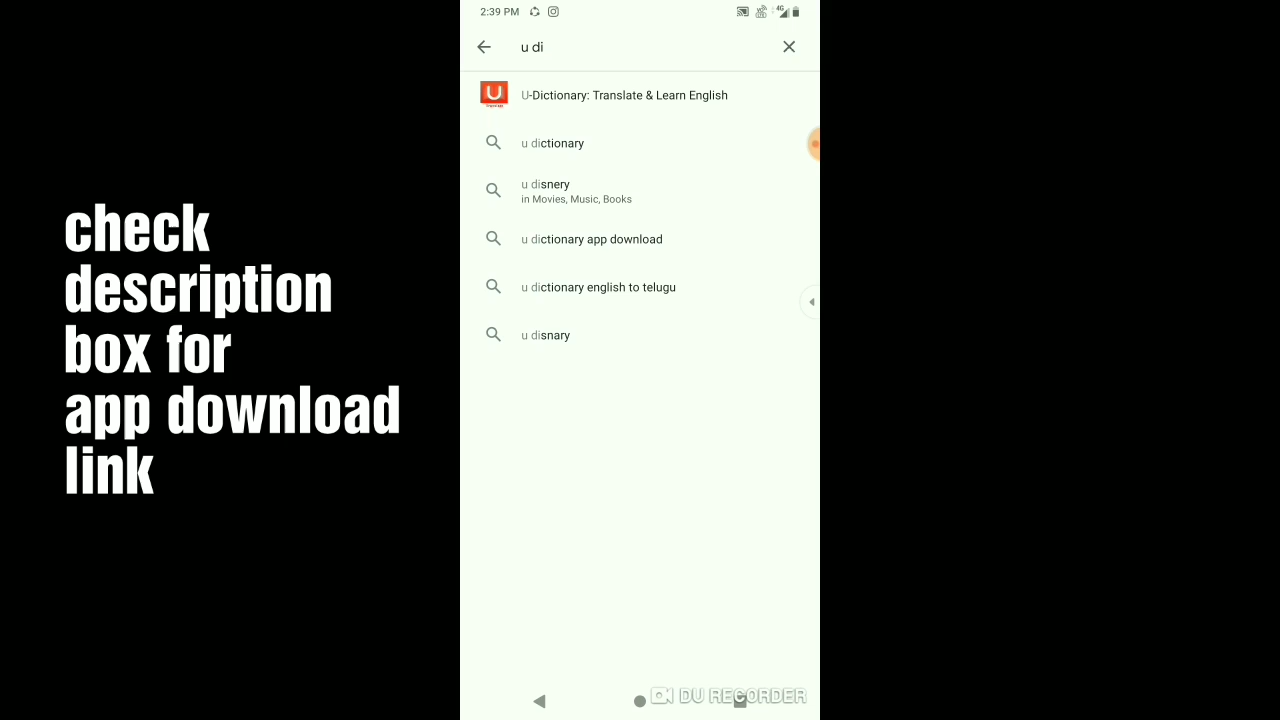 2:39 PM
4G
u di
U-Dictionary: Translate & Learn English
u dictionary
u disnery
in Movies, Music, Books
u dictionary app download
u dictionary english to telugu
u disnary
check
description
box for
app download
link
DU RECORDER